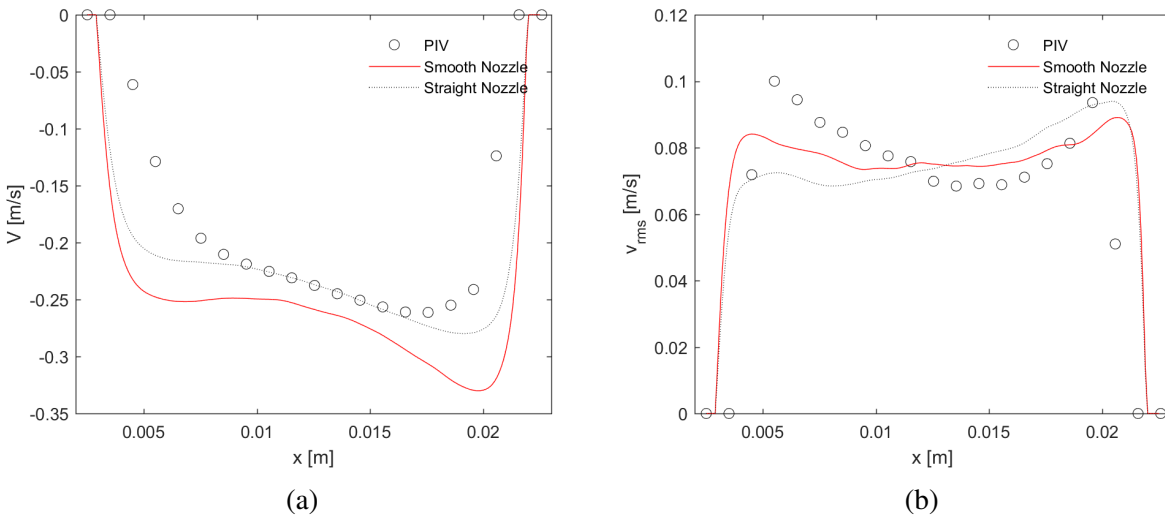 0
-0.05
-0.1
-0.15
-0.2
-0.25
-0.3
-0.35
V [m/s]
PIV
Smooth Nozzle
Straight Nozzle
0.005 0.01 0.015 0.02
x [m]
(a)
0.12
0.1
0.08
0.06
0.04
0.02
0
v_rms [m/s]
PIV
Smooth Nozzle
Straight Nozzle
0.005 0.01 0.015 0.02
x [m]
(b)